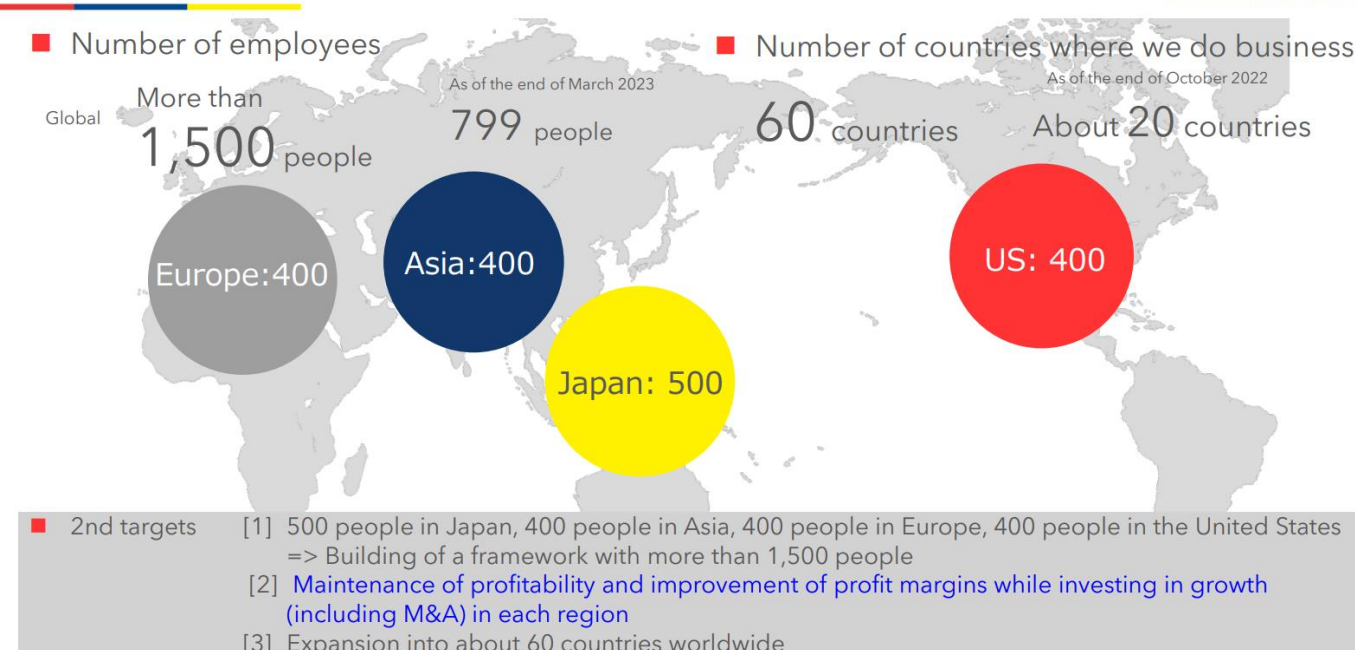 ■ Number of employees
■ Number of countries where we do business
As of the end of March 2023
As of the end of October 2022
Global
More than
1,500 people
799 people
60 countries
About 20 countries
Europe:400
Asia:400
US: 400
Japan: 500
■ 2nd targets [1] 500 people in Japan, 400 people in Asia, 400 people in Europe, 400 people in the United States
=> Building of a framework with more than 1,500 people
[2] Maintenance of profitability and improvement of profit margins while investing in growth
(including M&A) in each region
[3] Expansion into about 60 countries worldwide